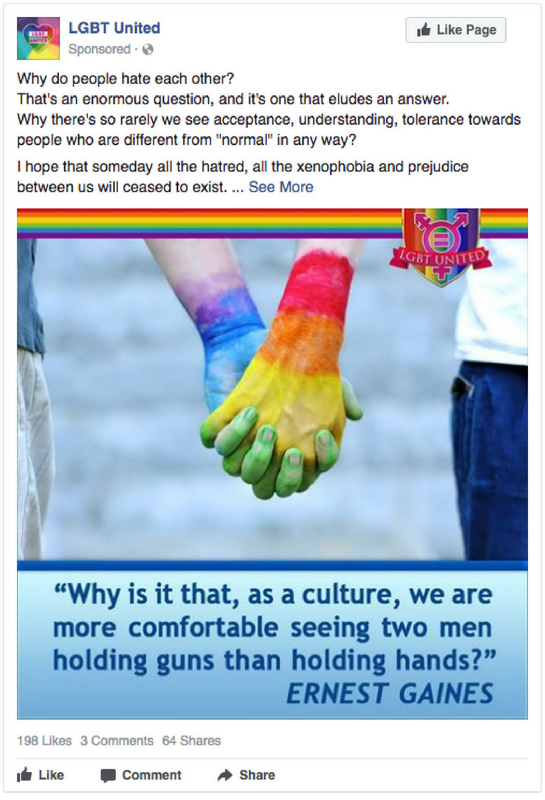 LGBT United
Sponsored ·
Like Page
Why do people hate each other?
That's an enormous question, and it's one that eludes an answer.
Why there's so rarely we see acceptance, understanding, tolerance towards
people who are different from "normal" in any way?
I hope that someday all the hatred, all the xenophobia and prejudice
between us will ceased to exist. ... See More
LGBT UNITED
“Why is it that, as a culture, we are
more comfortable seeing two men
holding guns than holding hands?”
ERNEST GAINES
198 Likes 3 Comments 64 Shares
Like Comment Share